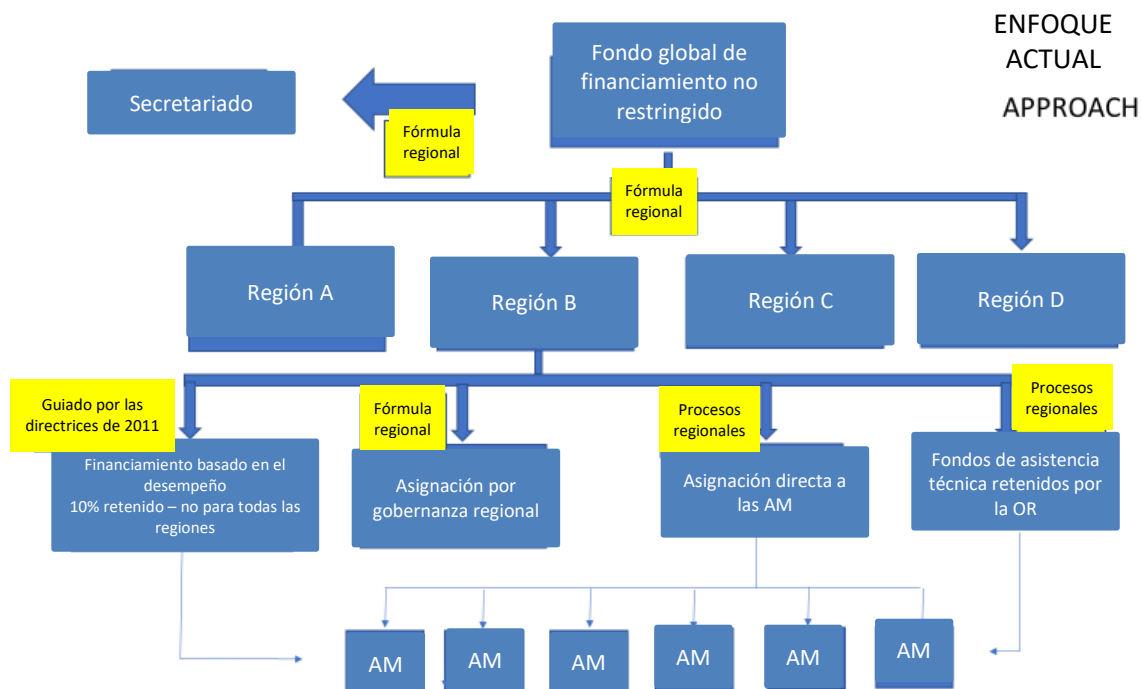 ENFOQUE
ACTUAL
APPROACH
Fondo global de
financiamiento no
restringido
Secretariado
Fórmula
regional
Fórmula
regional
Región A
Región B
Región C
Región D
Guiado por las
directrices de 2011
Fórmula
regional
Procesos
regionales
Procesos
regionales
Financiamiento basado en el
desempeño
10% retenido – no para todas las
regiones
Asignación por
gobernanza regional
Asignación directa a
las AM
Fondos de asistencia
técnica retenidos por
la OR
AM
AM
AM
AM
AM
AM